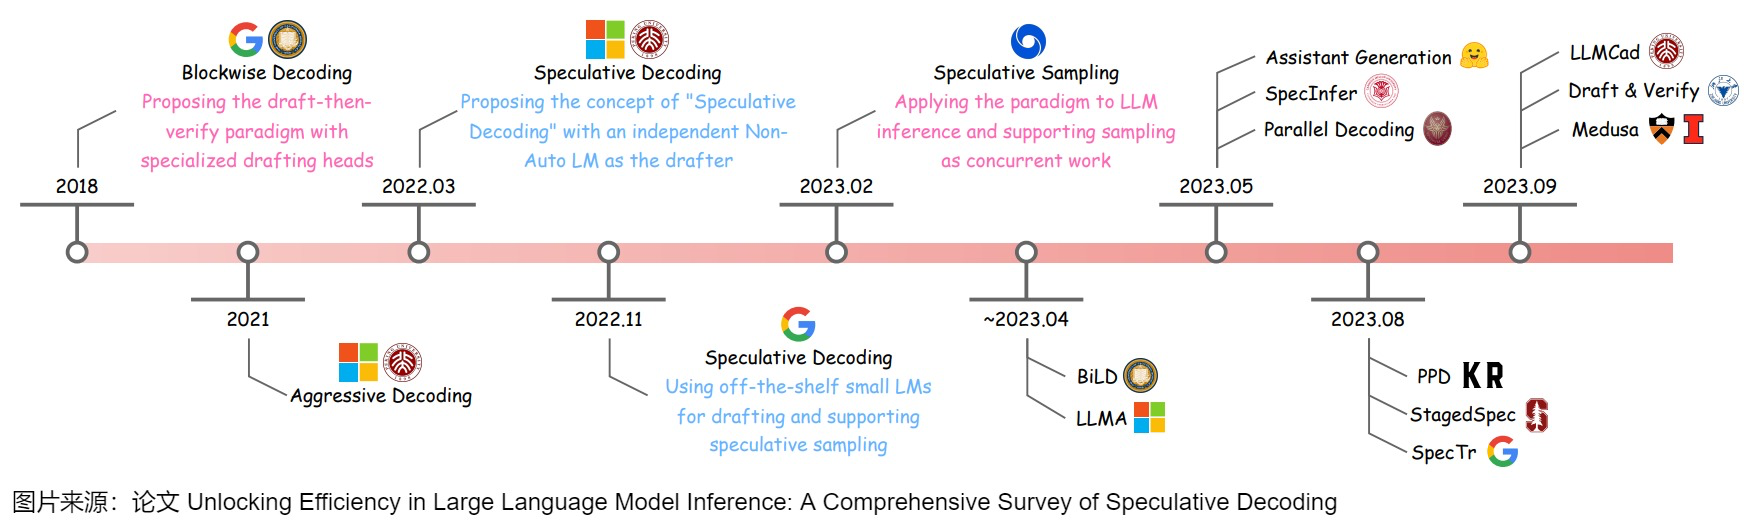 Blockwise Decoding
Proposing the draft-then-
verify paradigm with
specialized drafting heads
2018
2021
Aggressive Decoding
Speculative Decoding
Proposing the concept of "Speculative
Decoding" with an independent Non-
Auto LM as the drafter
2022.03
2022.11
Speculative Decoding
Using off-the-shelf small LMs
for drafting and supporting
speculative sampling
Speculative Sampling
Applying the paradigm to LLM
inference and supporting sampling
as concurrent work
2023.02
~2023.04
BiLD
LLMA
Assistant Generation
SpecInfer
Parallel Decoding
2023.05
2023.08
PPD KR
StagedSpec
SpecTr
LLMCad
Draft & Verify
Medusa
2023.09
图片来源：论文 Unlocking Efficiency in Large Language Model Inference: A Comprehensive Survey of Speculative Decoding